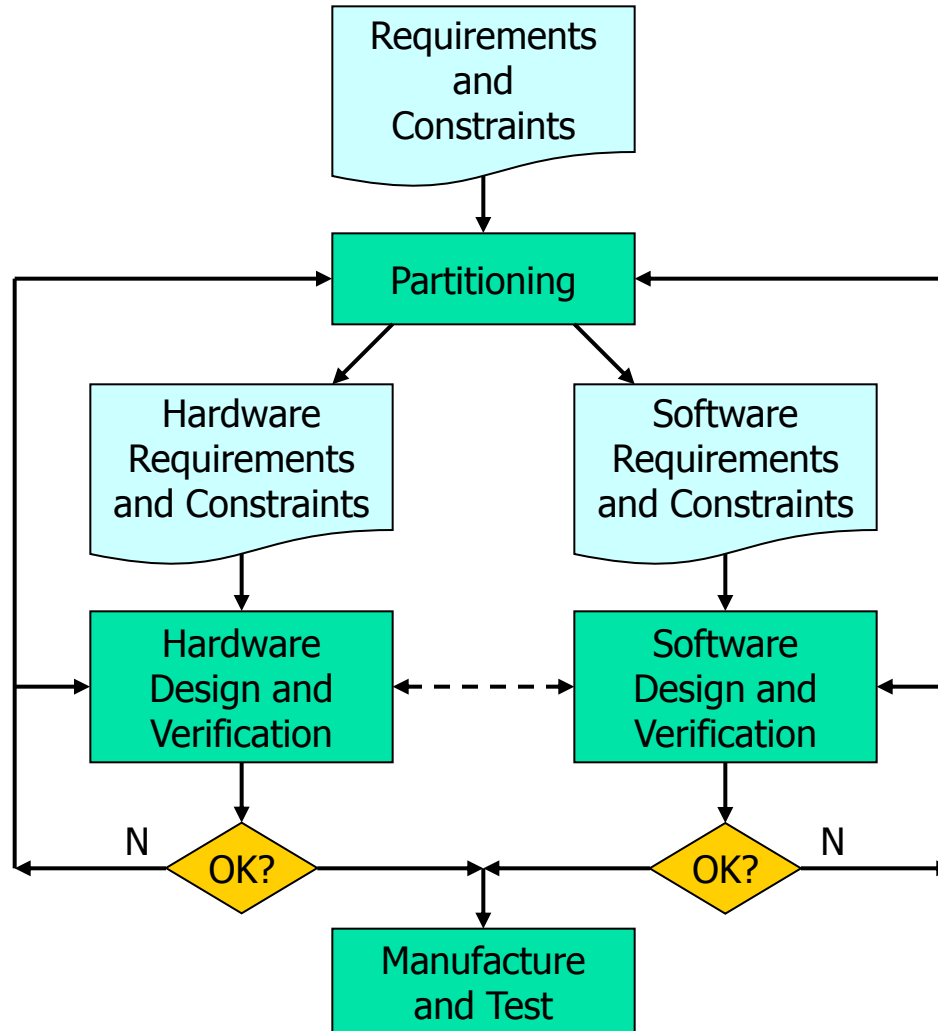 Requirements
and
Constraints
Partitioning
Hardware
Requirements
and Constraints
Software
Requirements
and Constraints
Hardware
Design and
Verification
Software
Design and
Verification
N
OK?
OK?
N
Manufacture
and Test